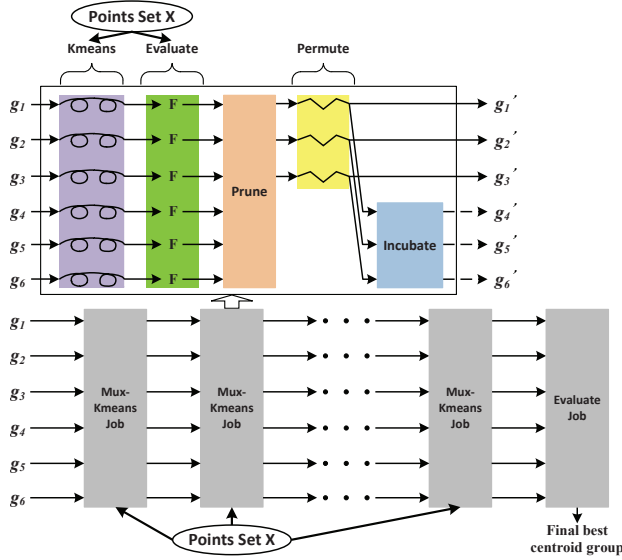 Points Set X
Kmeans Evaluate Permute
g1 F g1′
g2 F g2′
g3 F g3′
Prune
g4 F g4′
g5 F Incubate g5′
g6 F g6′
g1
g2
g3
g4
g5
g6
Mux-
Kmeans
Job
Mux-
Kmeans
Job
Mux-
Kmeans
Job
Evaluate
Job
Points Set X
Final best
centroid group